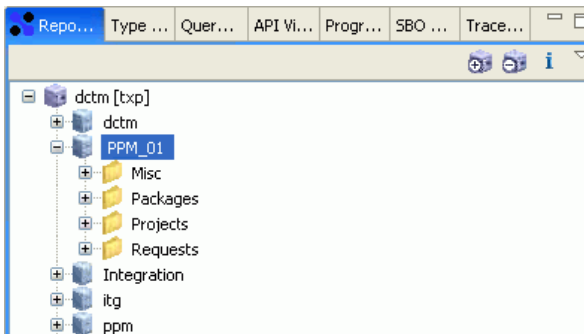 Repo... Type ... Quer... API Vi... Progr... SBO ... Trace...
dctm [txp]
dctm
PPM_01
Misc
Packages
Projects
Requests
Integration
itg
ppm